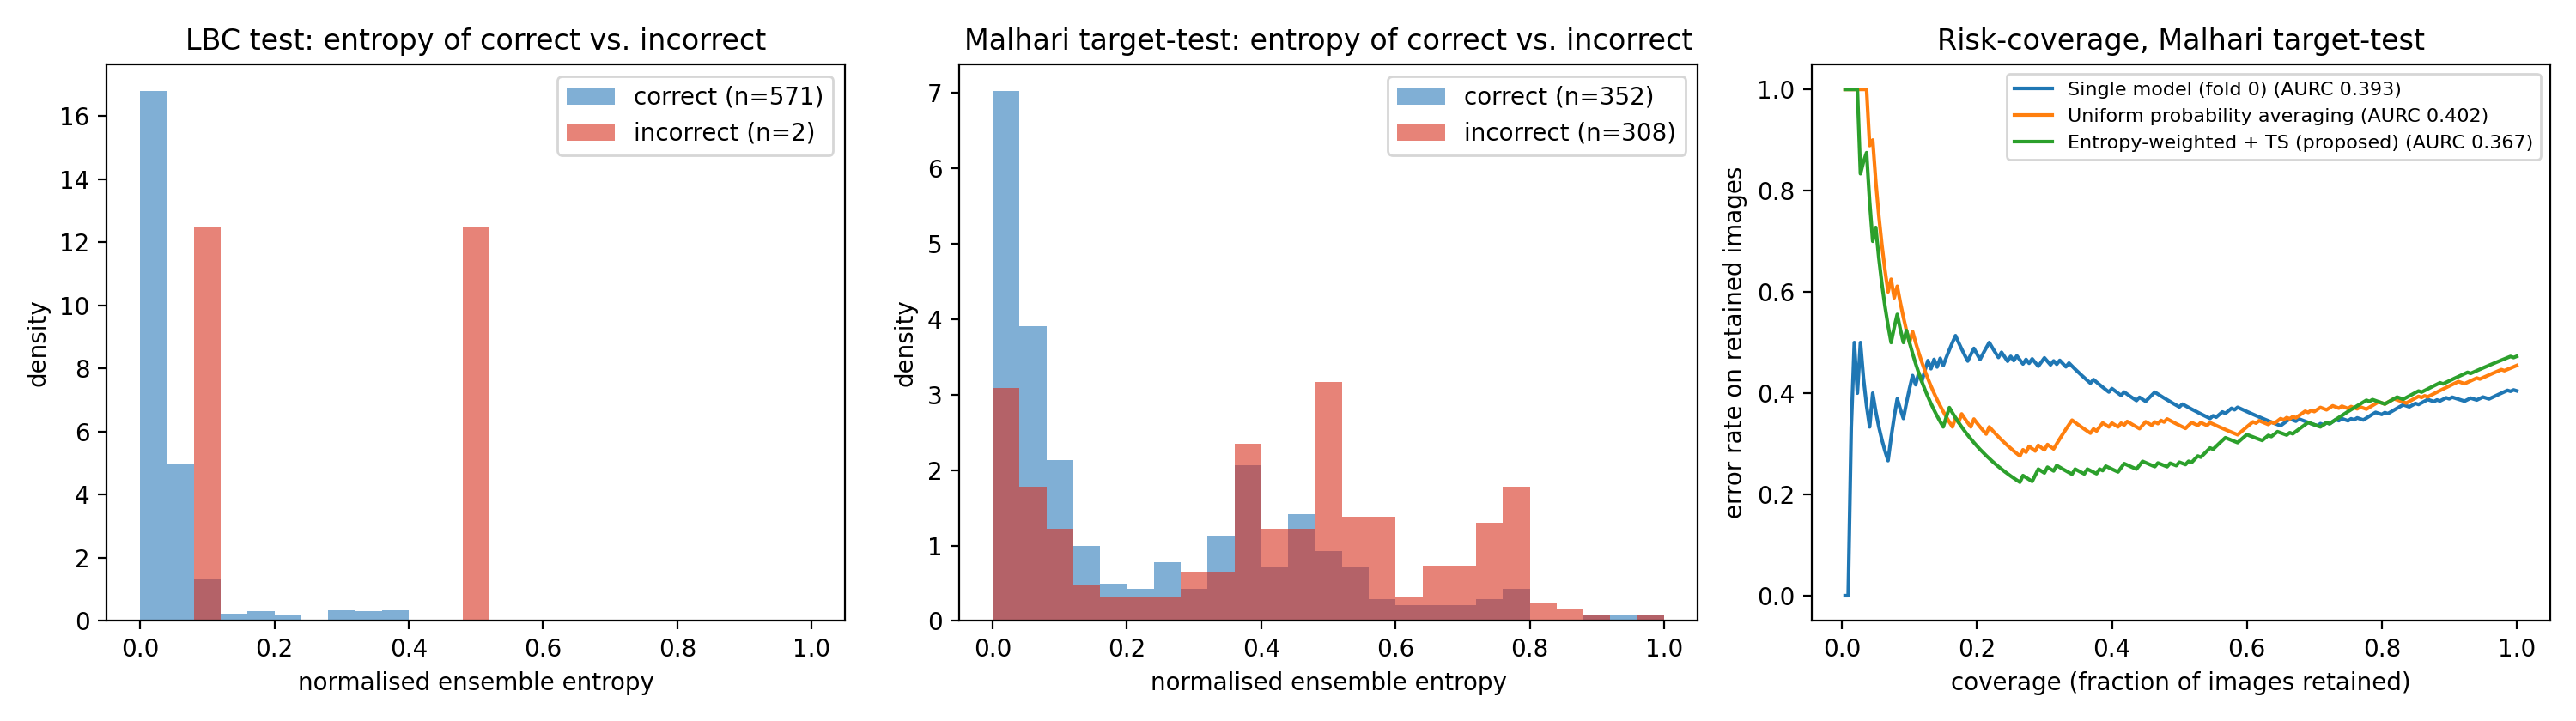 LBC test: entropy of correct vs. incorrect
correct (n=571)
incorrect (n=2)
density
16
14
12
10
8
6
4
2
0
0.0 0.2 0.4 0.6 0.8 1.0
normalised ensemble entropy
Malhari target-test: entropy of correct vs. incorrect
correct (n=352)
incorrect (n=308)
density
7
6
5
4
3
2
1
0
0.0 0.2 0.4 0.6 0.8 1.0
normalised ensemble entropy
Risk-coverage, Malhari target-test
Single model (fold 0) (AURC 0.393)
Uniform probability averaging (AURC 0.402)
Entropy-weighted + TS (proposed) (AURC 0.367)
error rate on retained images
1.0
0.8
0.6
0.4
0.2
0.0
0.0 0.2 0.4 0.6 0.8 1.0
coverage (fraction of images retained)